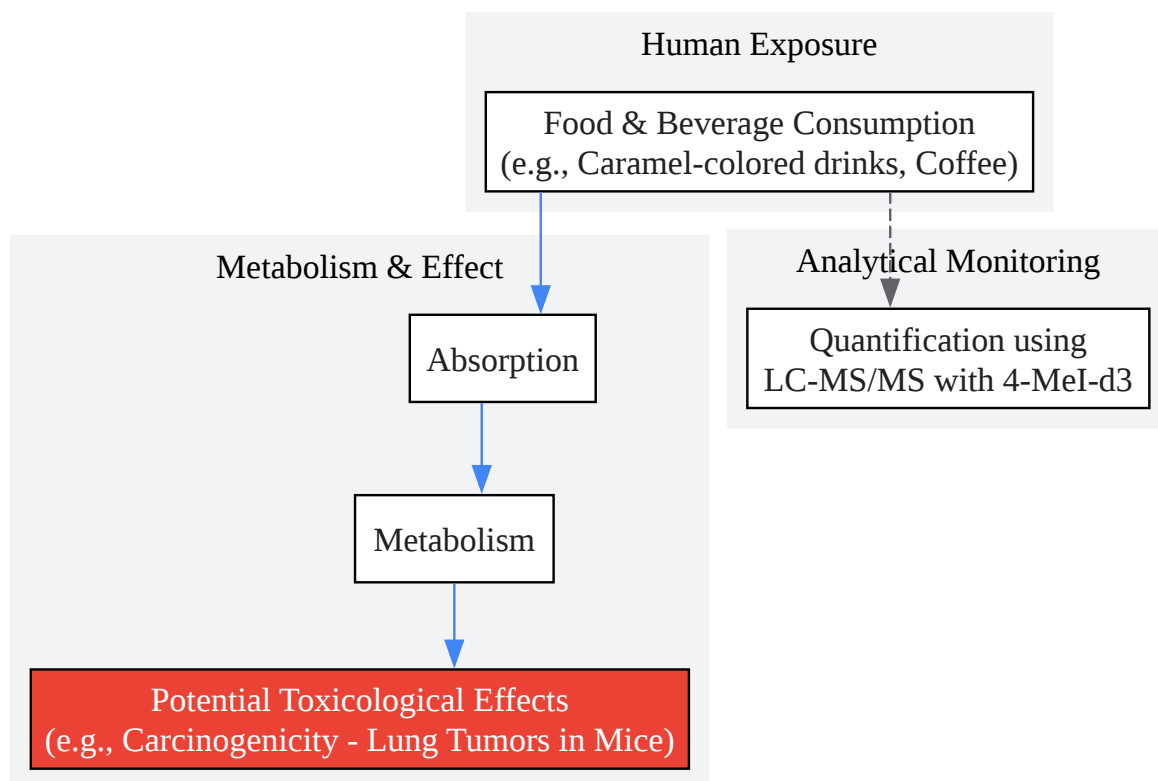 Human Exposure
Food & Beverage Consumption
(e.g., Caramel-colored drinks, Coffee)
Metabolism & Effect
Analytical Monitoring
Absorption
Quantification using
LC-MS/MS with 4-MeI-d3
Metabolism
Potential Toxicological Effects
(e.g., Carcinogenicity - Lung Tumors in Mice)